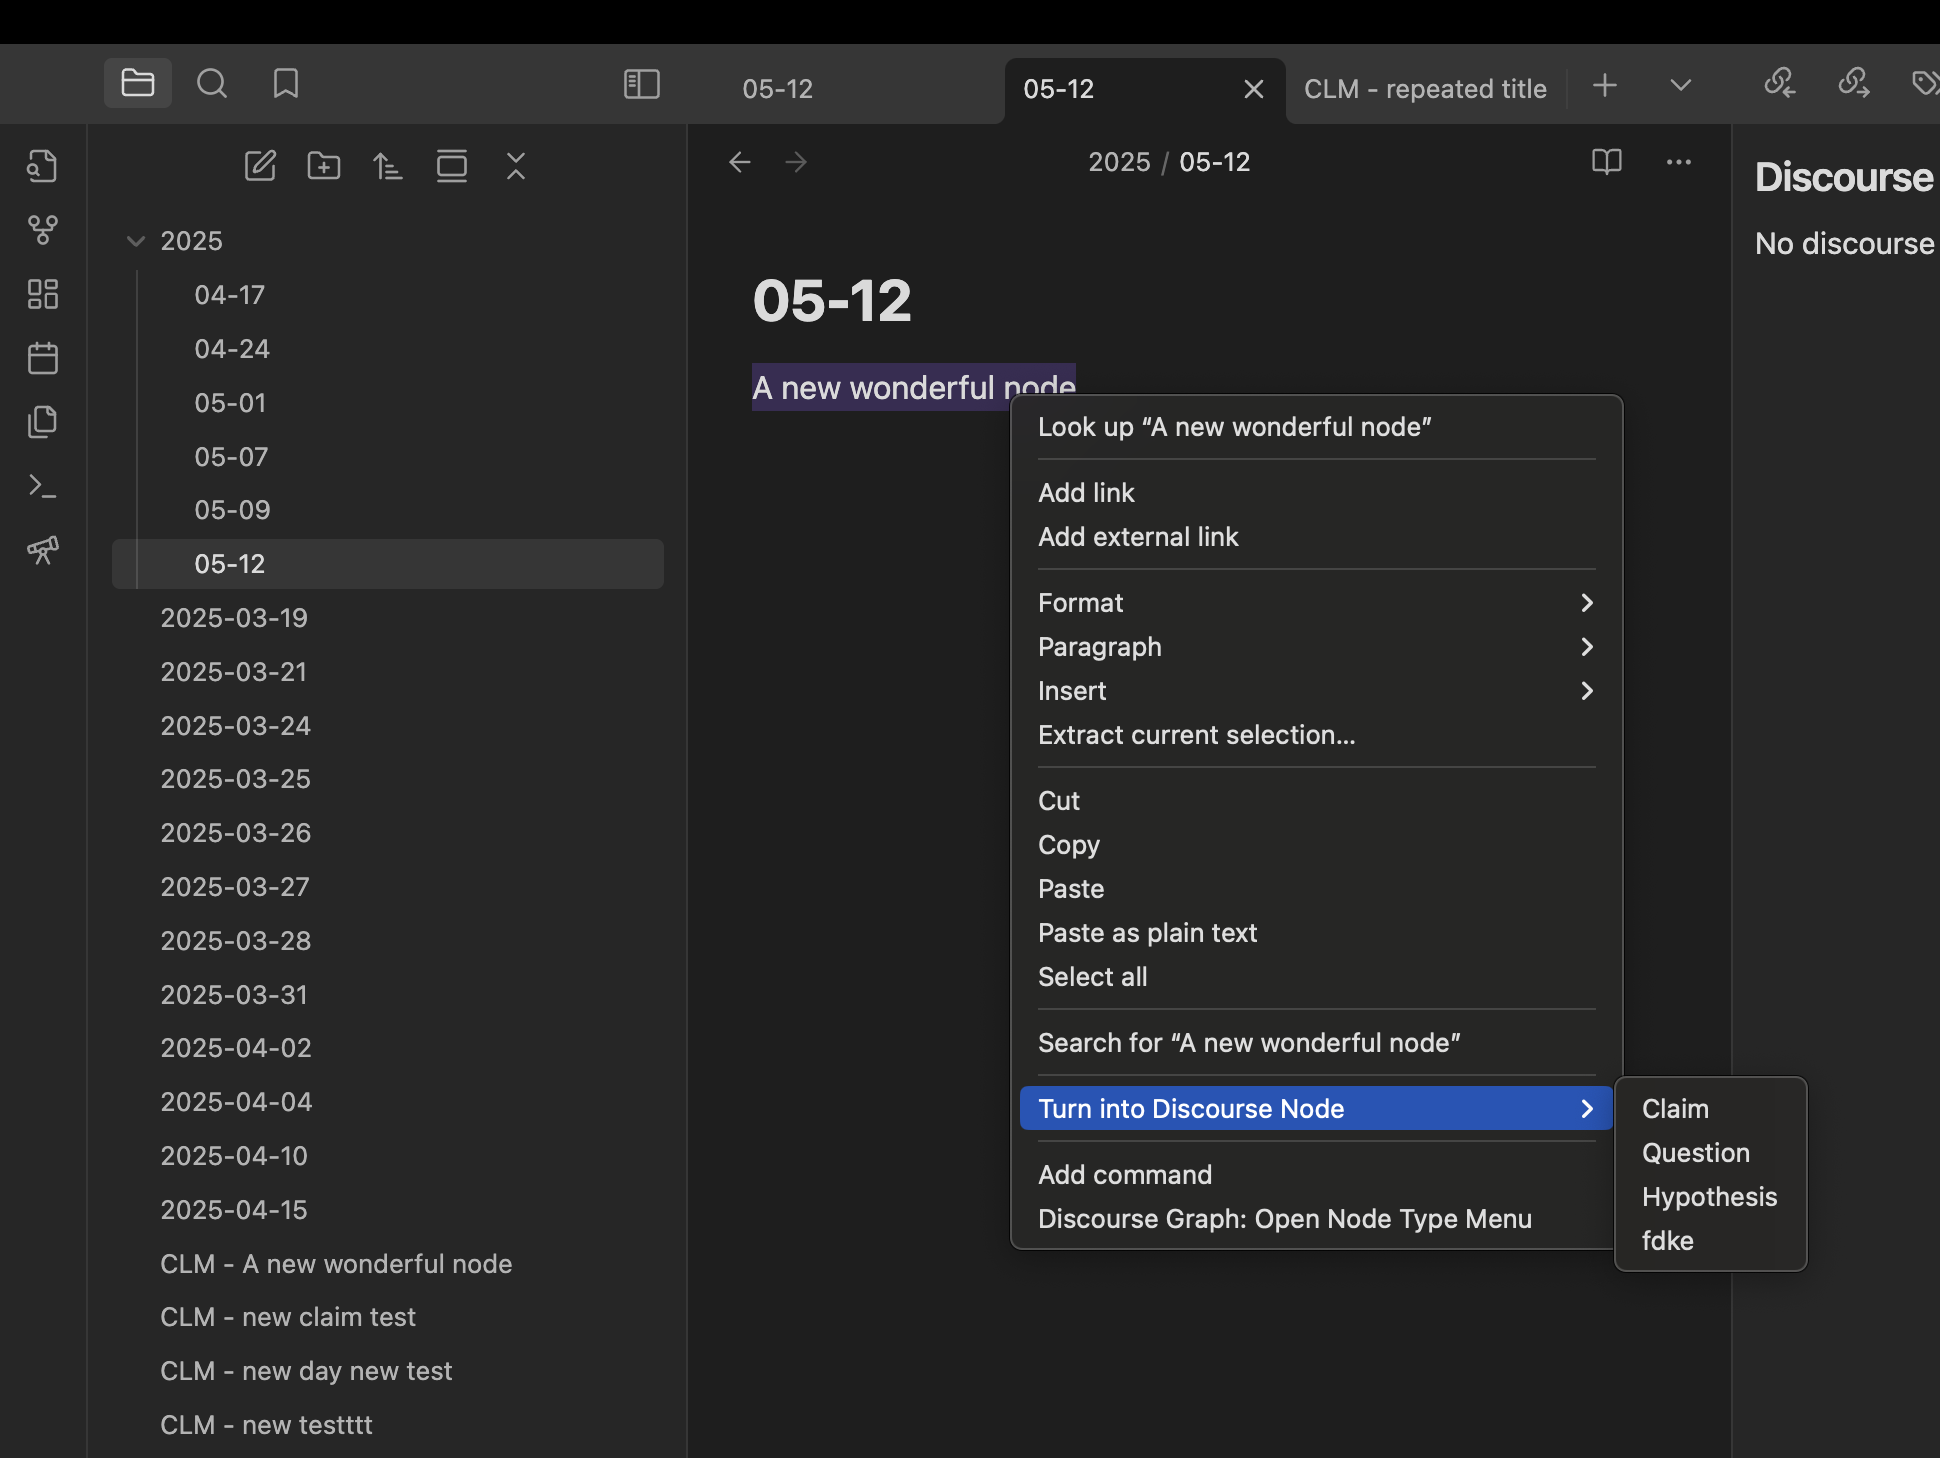 05-12
05-12
CLM - repeated title
2025
04-17
04-24
05-01
05-07
05-09
05-12
2025-03-19
2025-03-21
2025-03-24
2025-03-25
2025-03-26
2025-03-27
2025-03-28
2025-03-31
2025-04-02
2025-04-04
2025-04-10
2025-04-15
CLM - A new wonderful node
CLM - new claim test
CLM - new day new test
CLM - new testttt
2025 / 05-12
05-12
A new wonderful node
Look up “A new wonderful node”
Add link
Add external link
Format
Paragraph
Insert
Extract current selection...
Cut
Copy
Paste
Paste as plain text
Select all
Search for “A new wonderful node”
Turn into Discourse Node
Add command
Discourse Graph: Open Node Type Menu
Claim
Question
Hypothesis
fdke
Discourse
No discourse